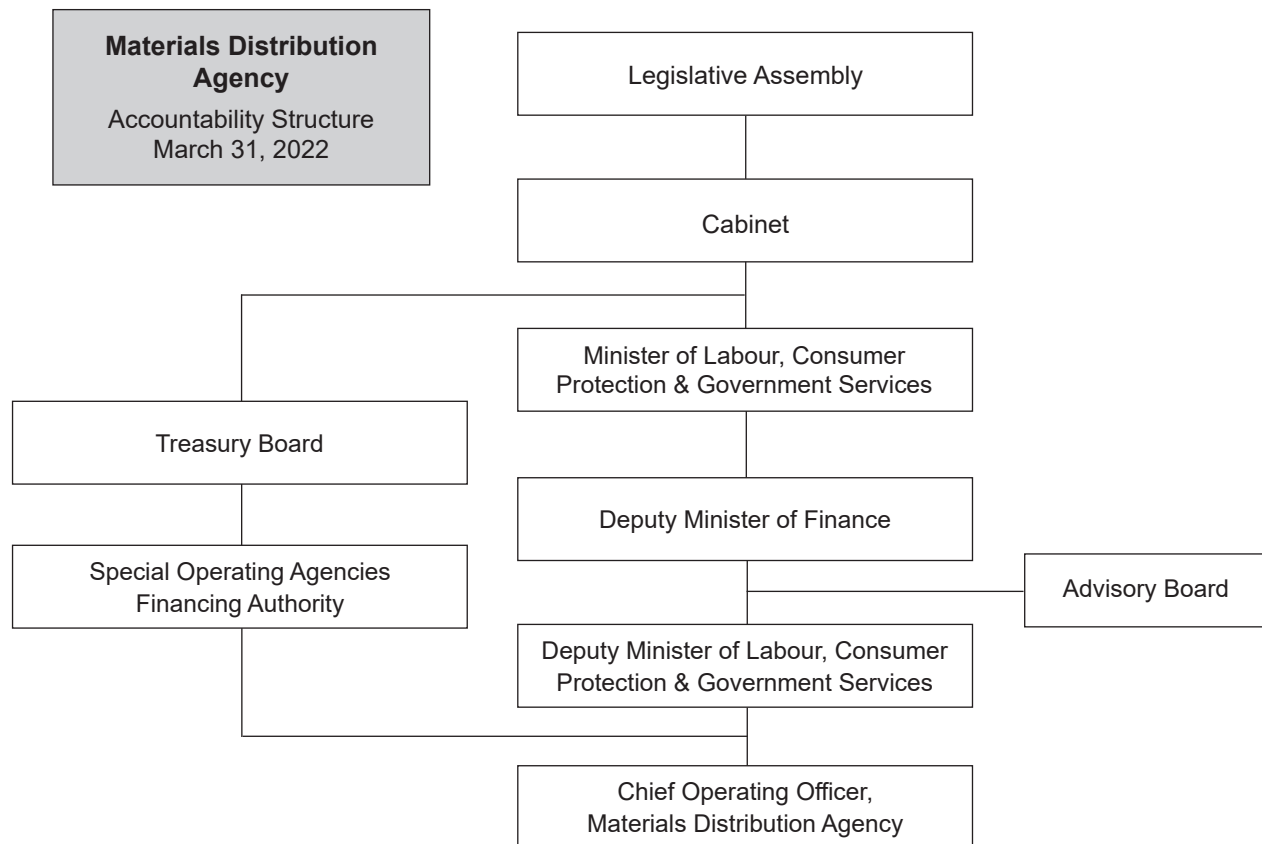 Materials Distribution
Agency
Accountability Structure
March 31, 2022
Legislative Assembly
Cabinet
Minister of Labour, Consumer
Protection & Government Services
Treasury Board
Deputy Minister of Finance
Special Operating Agencies
Financing Authority
Advisory Board
Deputy Minister of Labour, Consumer
Protection & Government Services
Chief Operating Officer,
Materials Distribution Agency